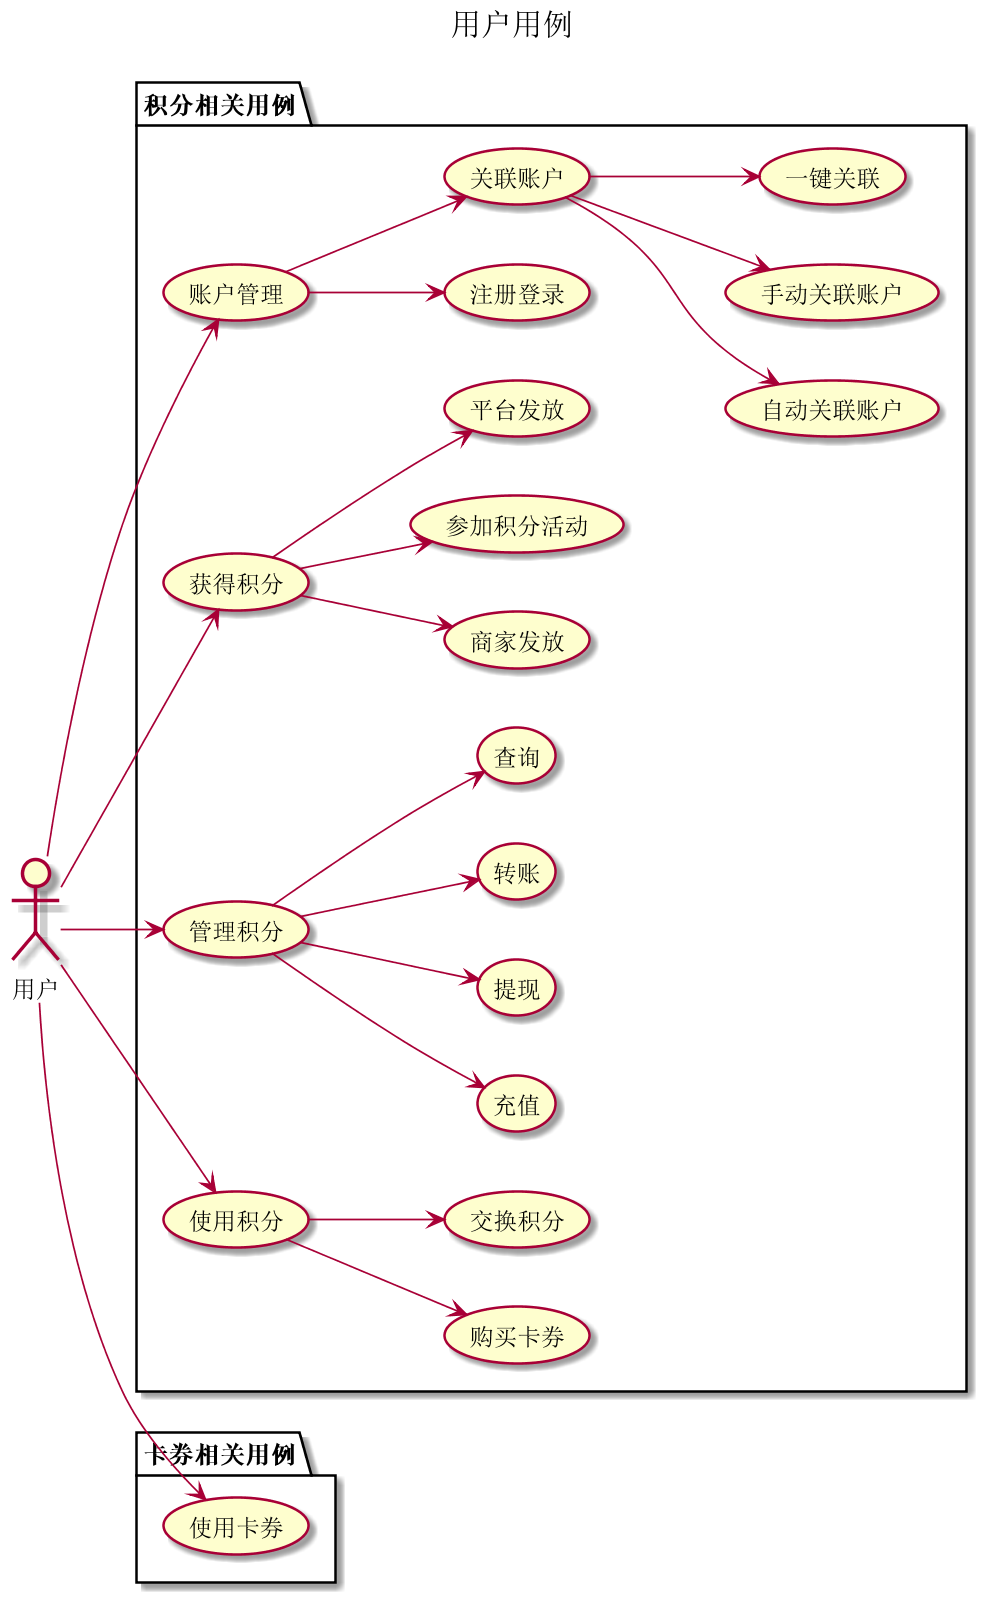 用户用例
积分相关用例
关联账户
一键关联
账户管理
注册登录
手动关联账户
平台发放
自动关联账户
参加积分活动
获得积分
商家发放
查询
转账
管理积分
提现
用户
充值
使用积分
交换积分
购买卡券
卡券相关用例
使用卡券